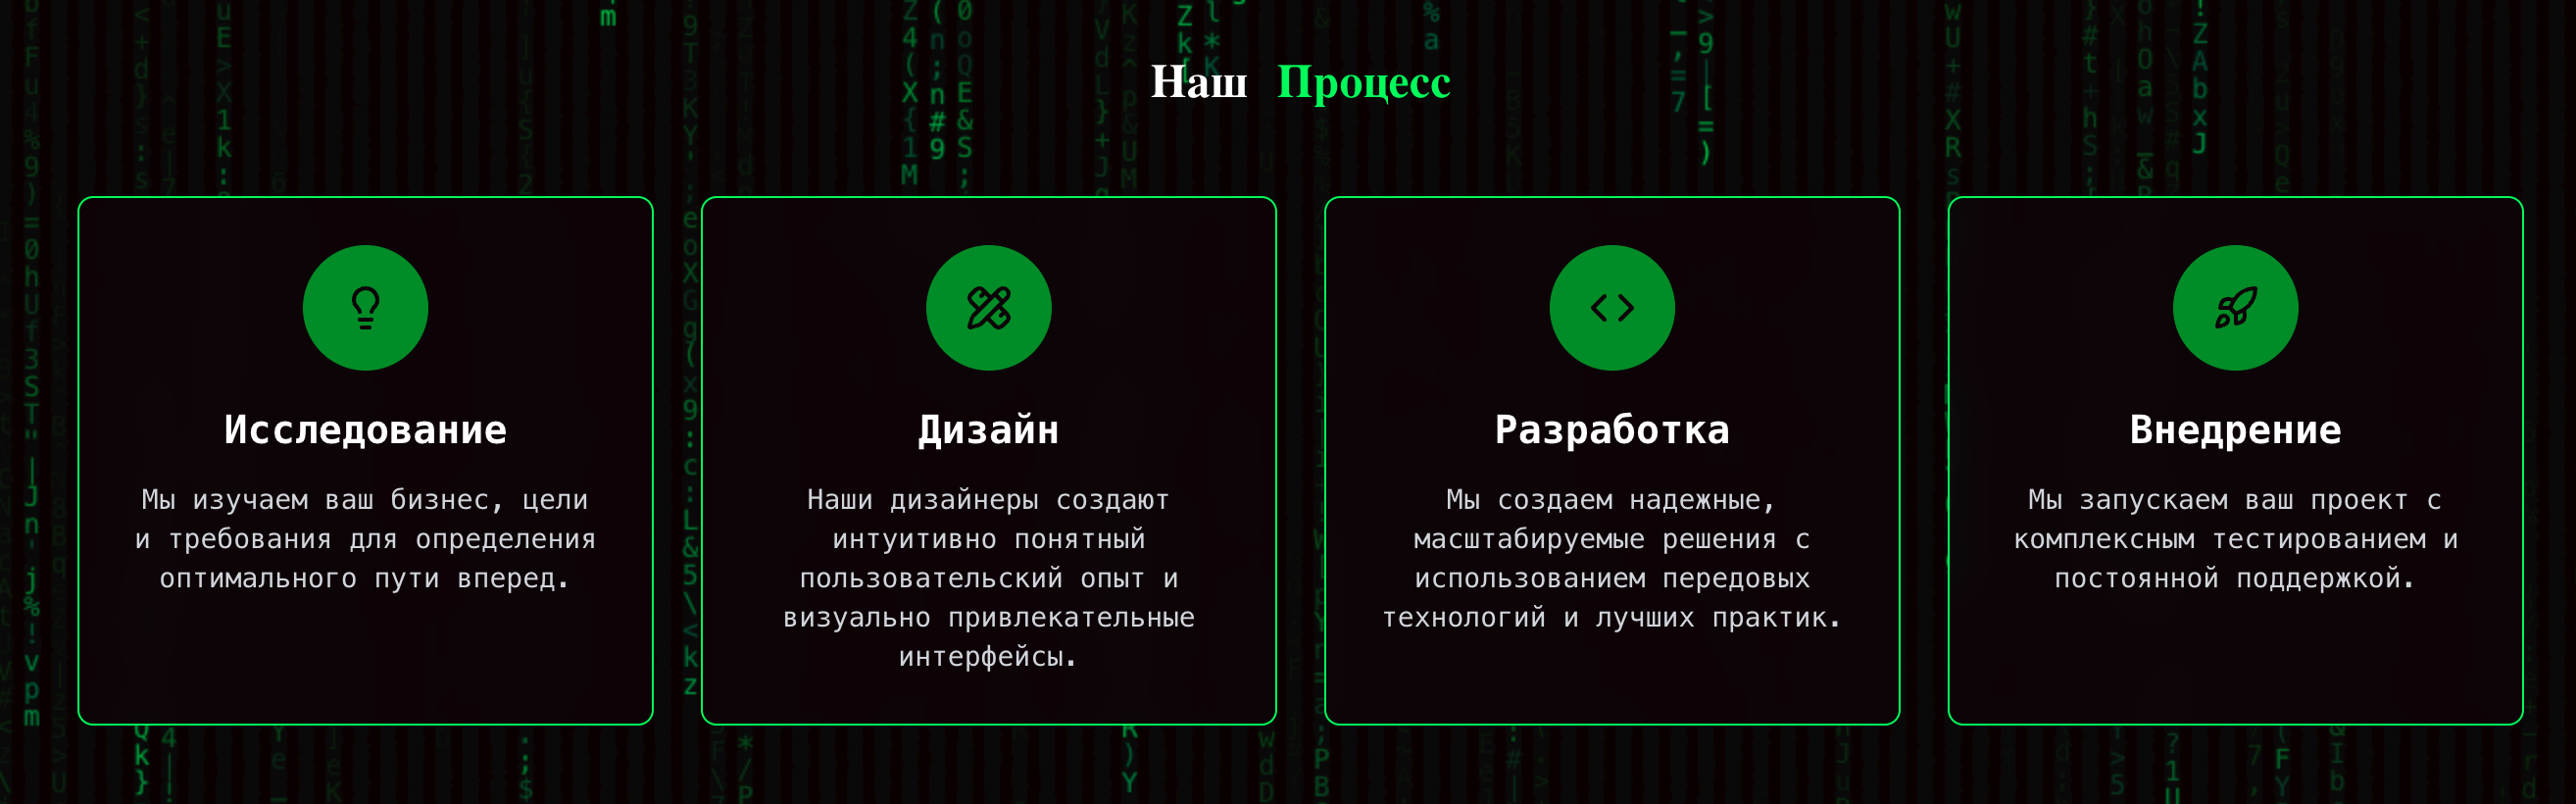 Наш Процесс
Исследование
Мы изучаем ваш бизнес, цели
и требования для определения
оптимального пути вперед.
Дизайн
Наши дизайнеры создают
интуитивно понятный
пользовательский опыт и
визуально привлекательные
интерфейсы.
Разработка
Мы создаем надежные,
масштабируемые решения с
использованием передовых
технологий и лучших практик.
Внедрение
Мы запускаем ваш проект с
комплексным тестированием и
постоянной поддержкой.